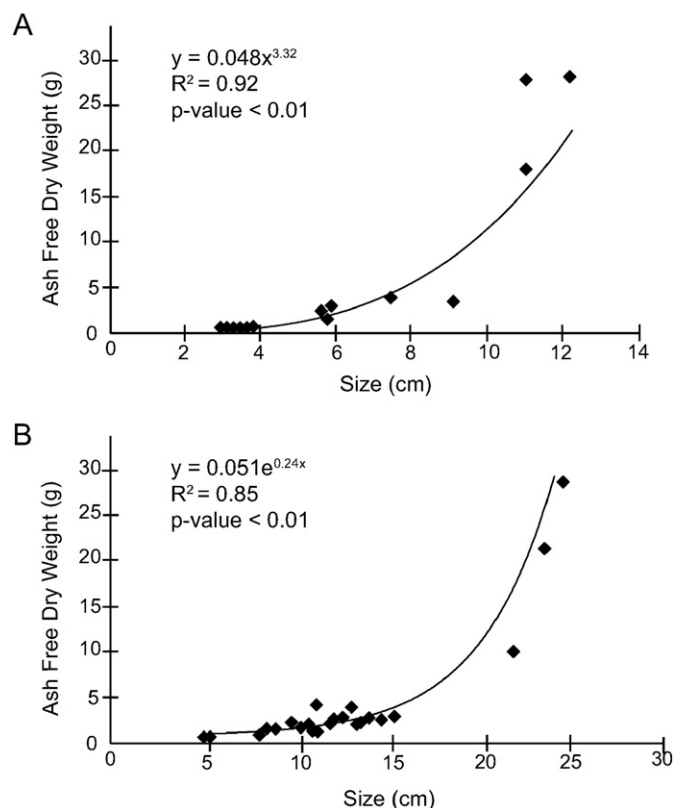 A
y = 0.048x^3.32
R² = 0.92
p-value < 0.01
Ash Free Dry Weight (g)
30
25
20
15
10
5
0
0 2 4 6 8 10 12 14
Size (cm)
B
y = 0.051e^0.24x
R² = 0.85
p-value < 0.01
Ash Free Dry Weight (g)
30
25
20
15
10
5
0
5 10 15 20 25 30
Size (cm)